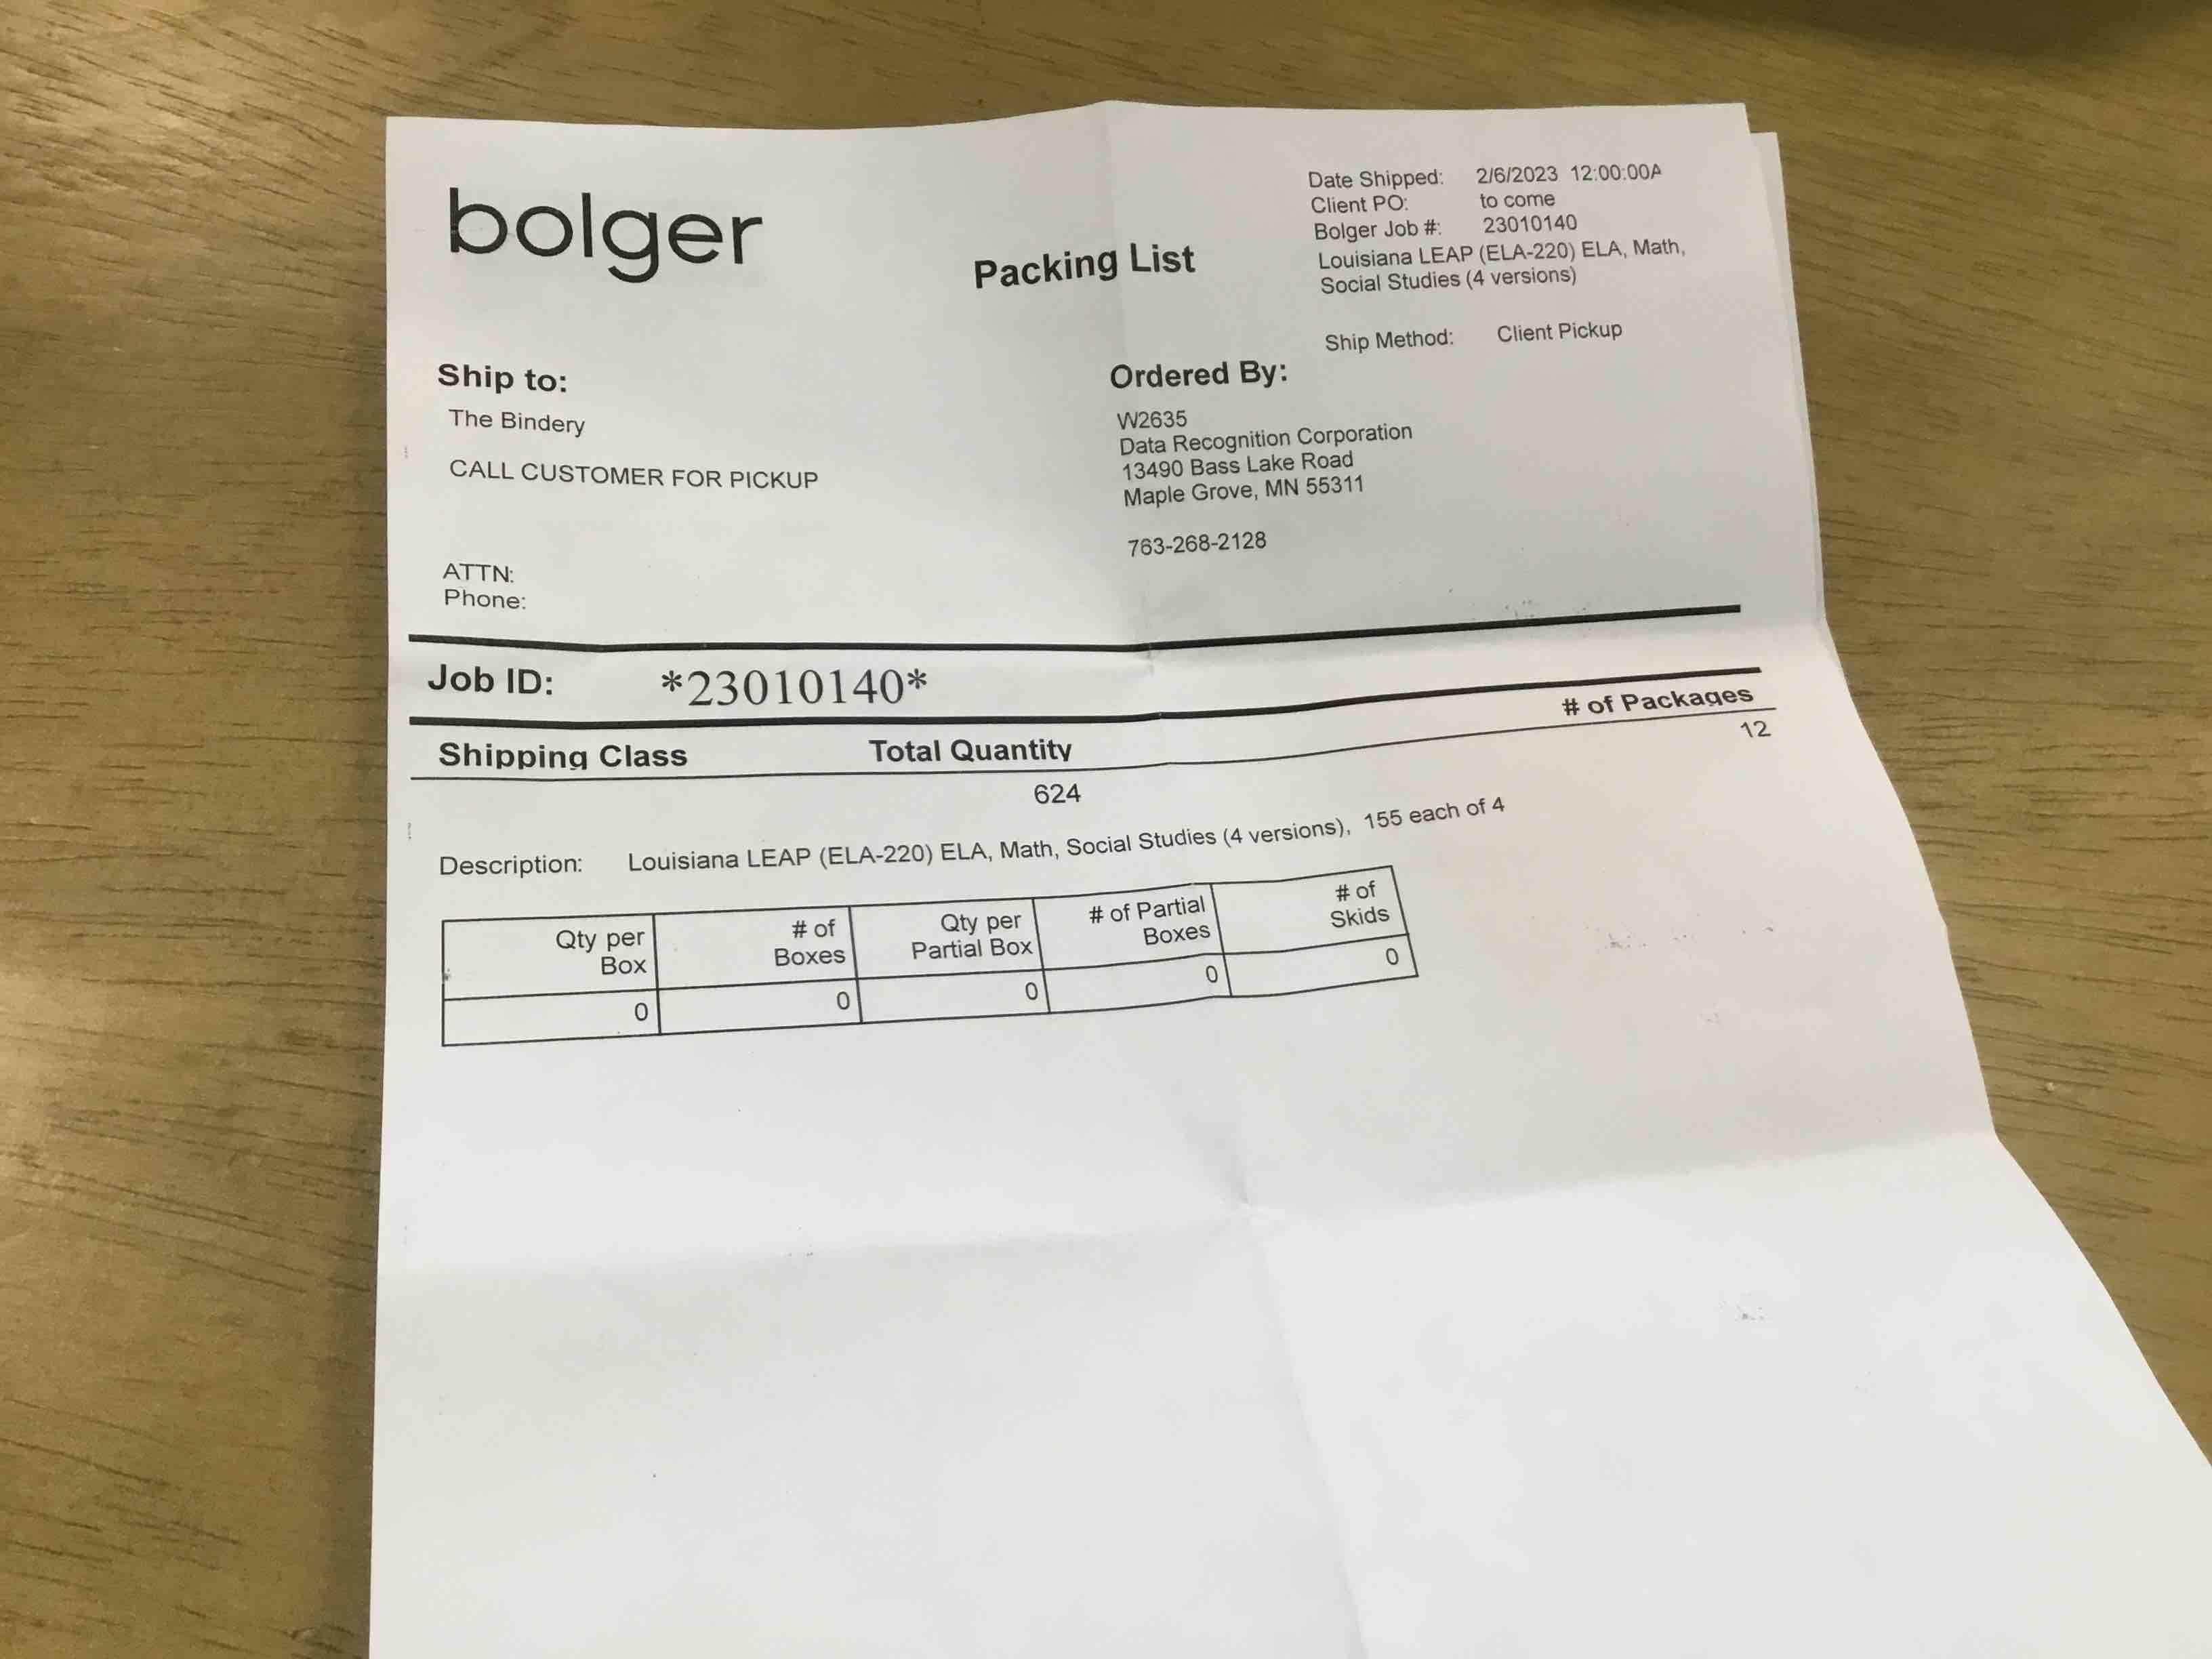 bolger
Packing List
Date Shipped: 2/6/2023 12:00:00A
Client PO: to come
Bolger Job #: 23010140
Louisiana LEAP (ELA-220) ELA, Math,
Social Studies (4 versions)
Ship Method: Client Pickup
Ship to:
The Bindery
CALL CUSTOMER FOR PICKUP
ATTN:
Phone:
Ordered By:
W2635
Data Recognition Corporation
13490 Bass Lake Road
Maple Grove, MN 55311
763-268-2128
Job ID: *23010140*
Shipping Class Total Quantity # of Packages
624 12
Description: Louisiana LEAP (ELA-220) ELA, Math, Social Studies (4 versions), 155 each of 4
Qty per Box # of Boxes Qty per Partial Box # of Partial Boxes # of Skids
0 0 0 0 0